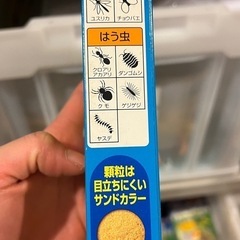 ユスリカ チョウバエ
はう虫
クロアリ
アカアリ ダンゴムシ
クモ ゲジゲジ
ヤスデ
顆粒は
目立ちにくい
サンドカラー